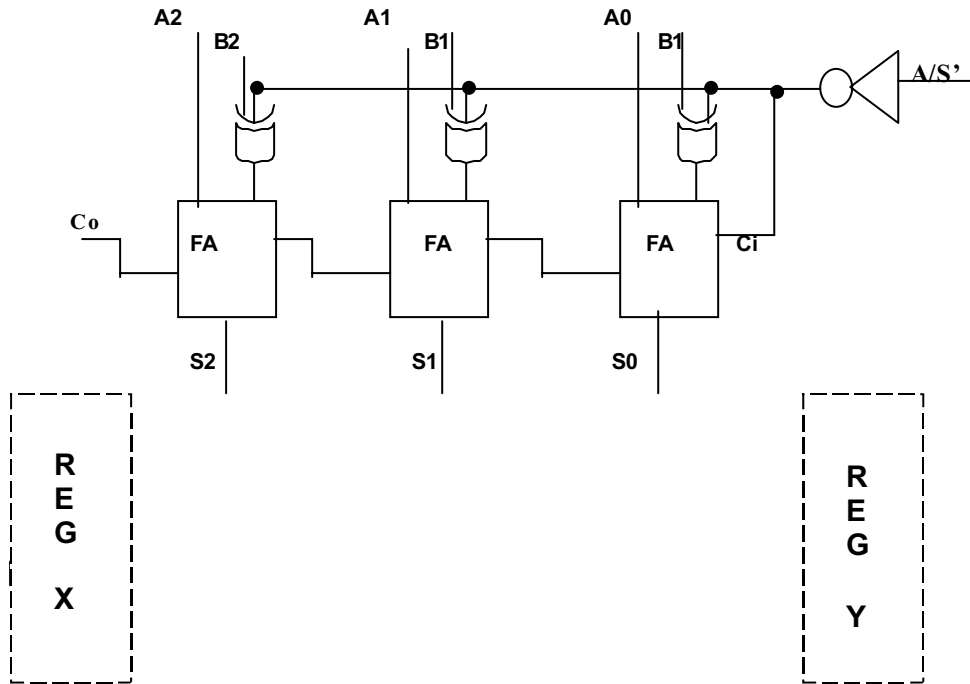 A2
A1
A0
B2
B1
B1
A/S’
Co
FA
FA
FA
Ci
S2
S1
S0
R
E
G
X
R
E
G
Y